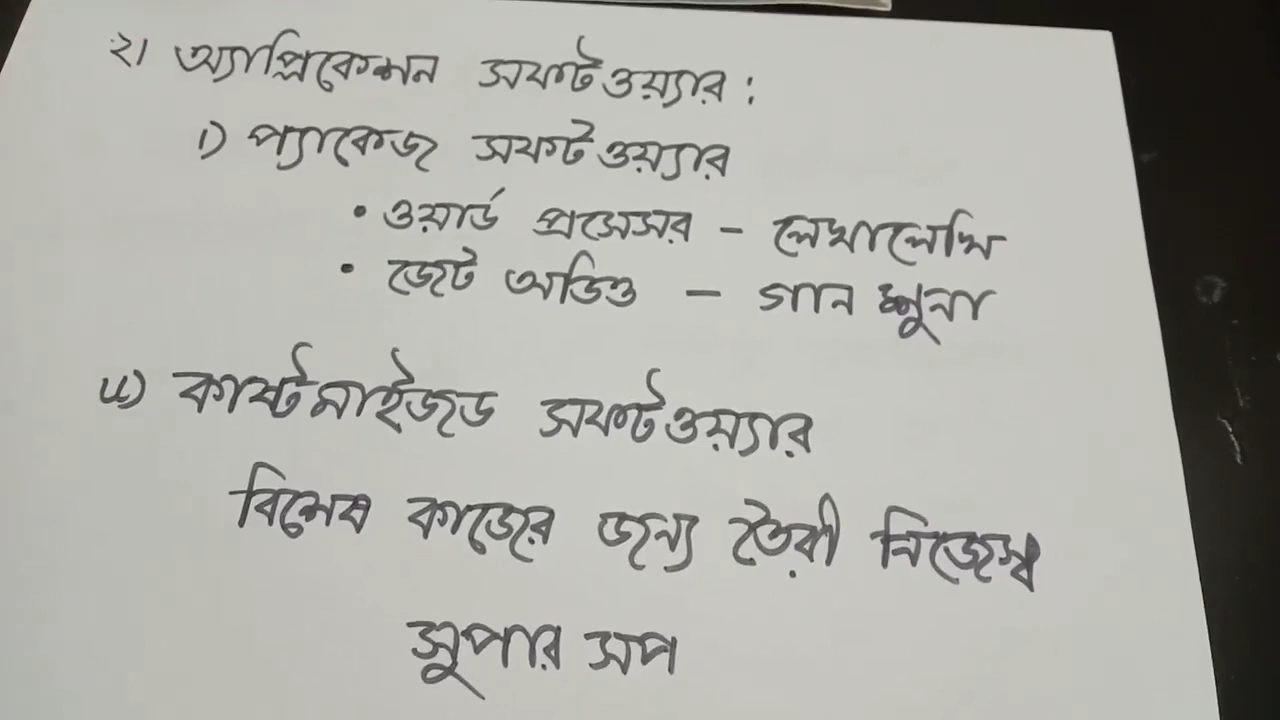 ২। অ্যাপ্লিকেশন সফটওয়্যার :
i) প্যাকেজ সফটওয়্যার
• ওয়ার্ড প্রসেসর – লেখালেখি
• জেট অডিও – গান শুনা
ii) কাষ্টমাইজড সফটওয়্যার
বিশেষ কাজের জন্য তৈরী নিজেস্ব
সুপার সপ